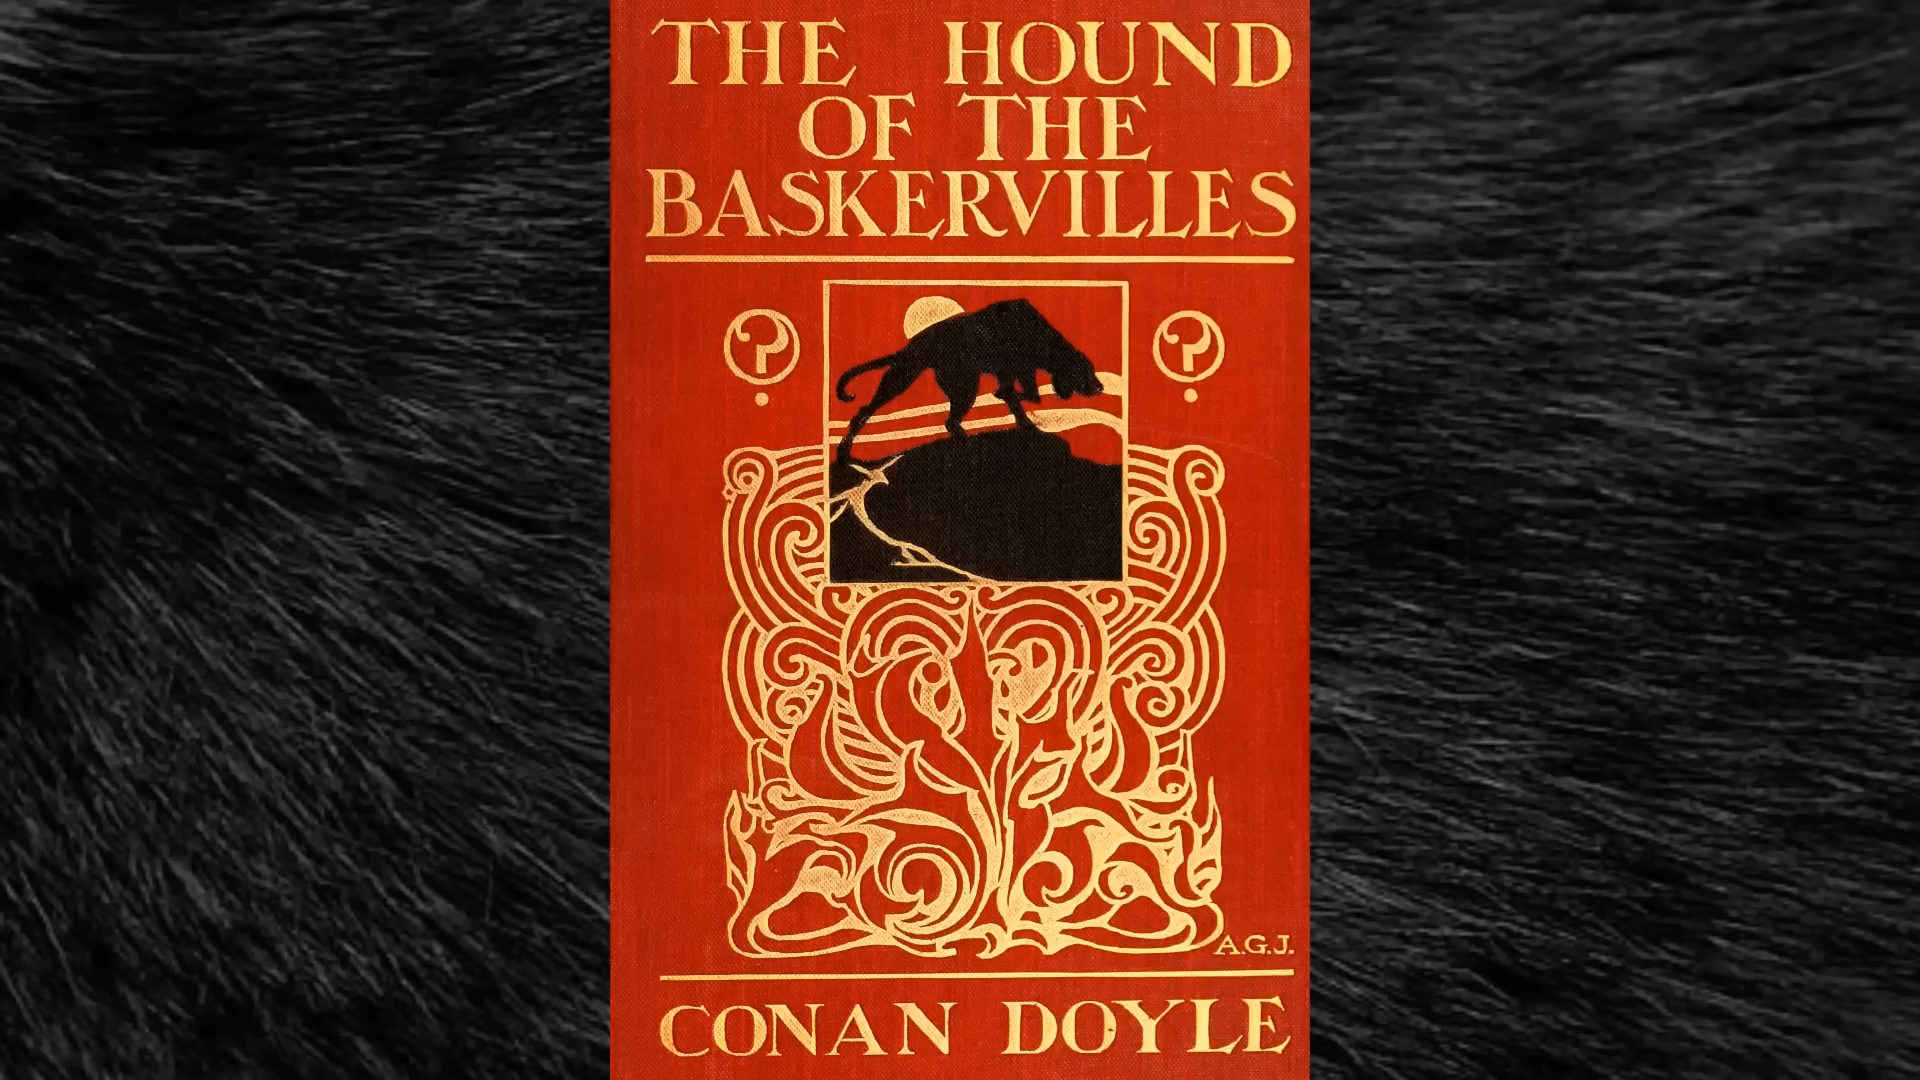 THE HOUND
OF THE
BASKERVILLES
? ?
A.G.J.
CONAN DOYLE